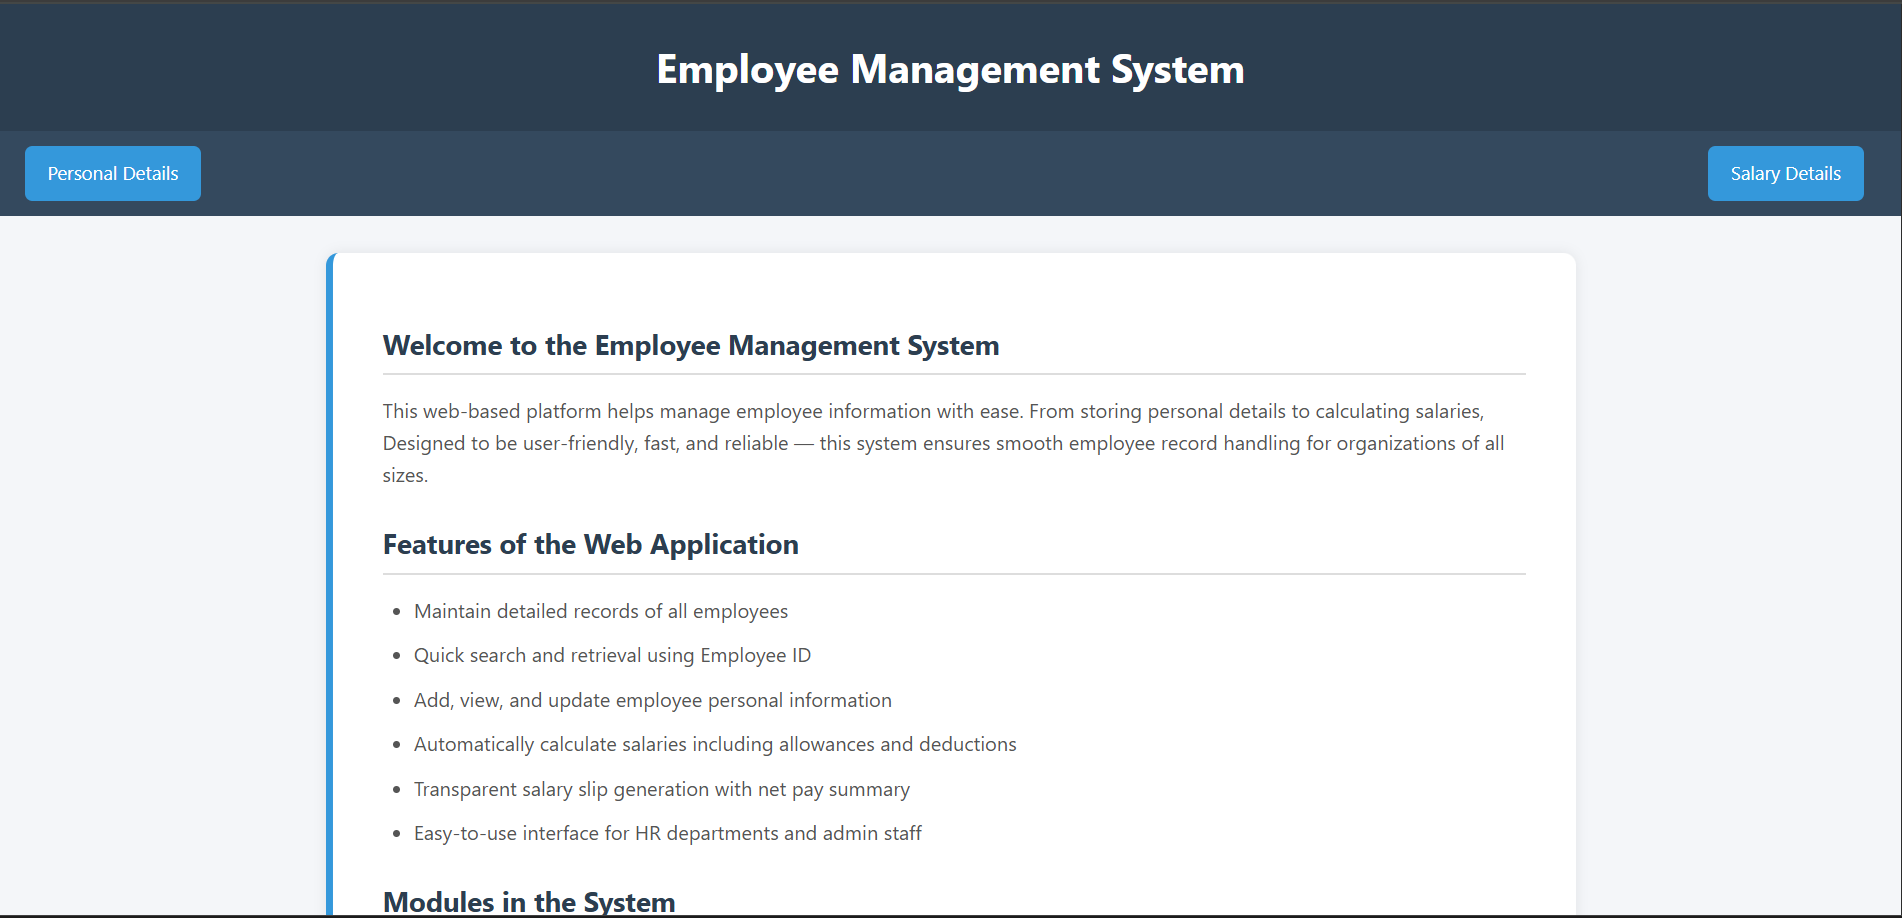 Employee Management System
Personal Details
Salary Details
Welcome to the Employee Management System
This web-based platform helps manage employee information with ease. From storing personal details to calculating salaries,
Designed to be user-friendly, fast, and reliable — this system ensures smooth employee record handling for organizations of all
sizes.
Features of the Web Application
Maintain detailed records of all employees
Quick search and retrieval using Employee ID
Add, view, and update employee personal information
Automatically calculate salaries including allowances and deductions
Transparent salary slip generation with net pay summary
Easy-to-use interface for HR departments and admin staff
Modules in the System